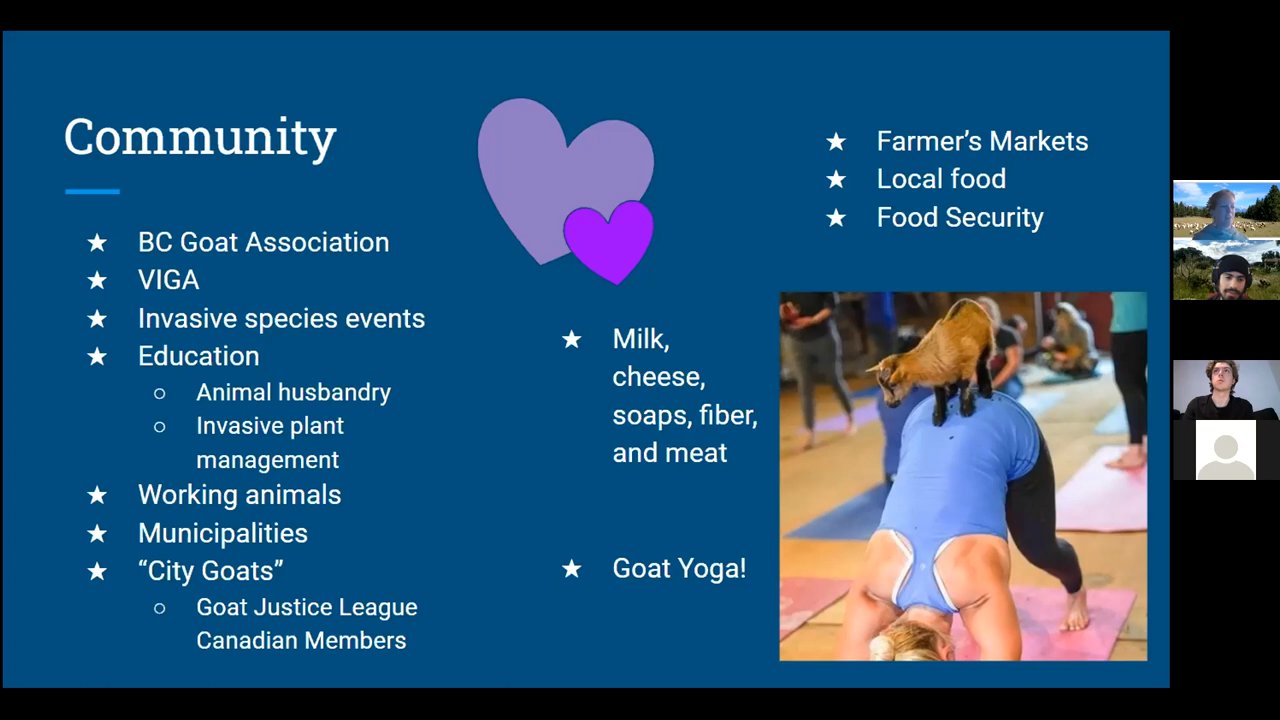 Community
★ BC Goat Association
★ VIGA
★ Invasive species events
★ Education
○ Animal husbandry
○ Invasive plant
management
★ Working animals
★ Municipalities
★ “City Goats”
○ Goat Justice League
Canadian Members
★ Milk,
cheese,
soaps, fiber,
and meat
★ Goat Yoga!
★ Farmer’s Markets
★ Local food
★ Food Security